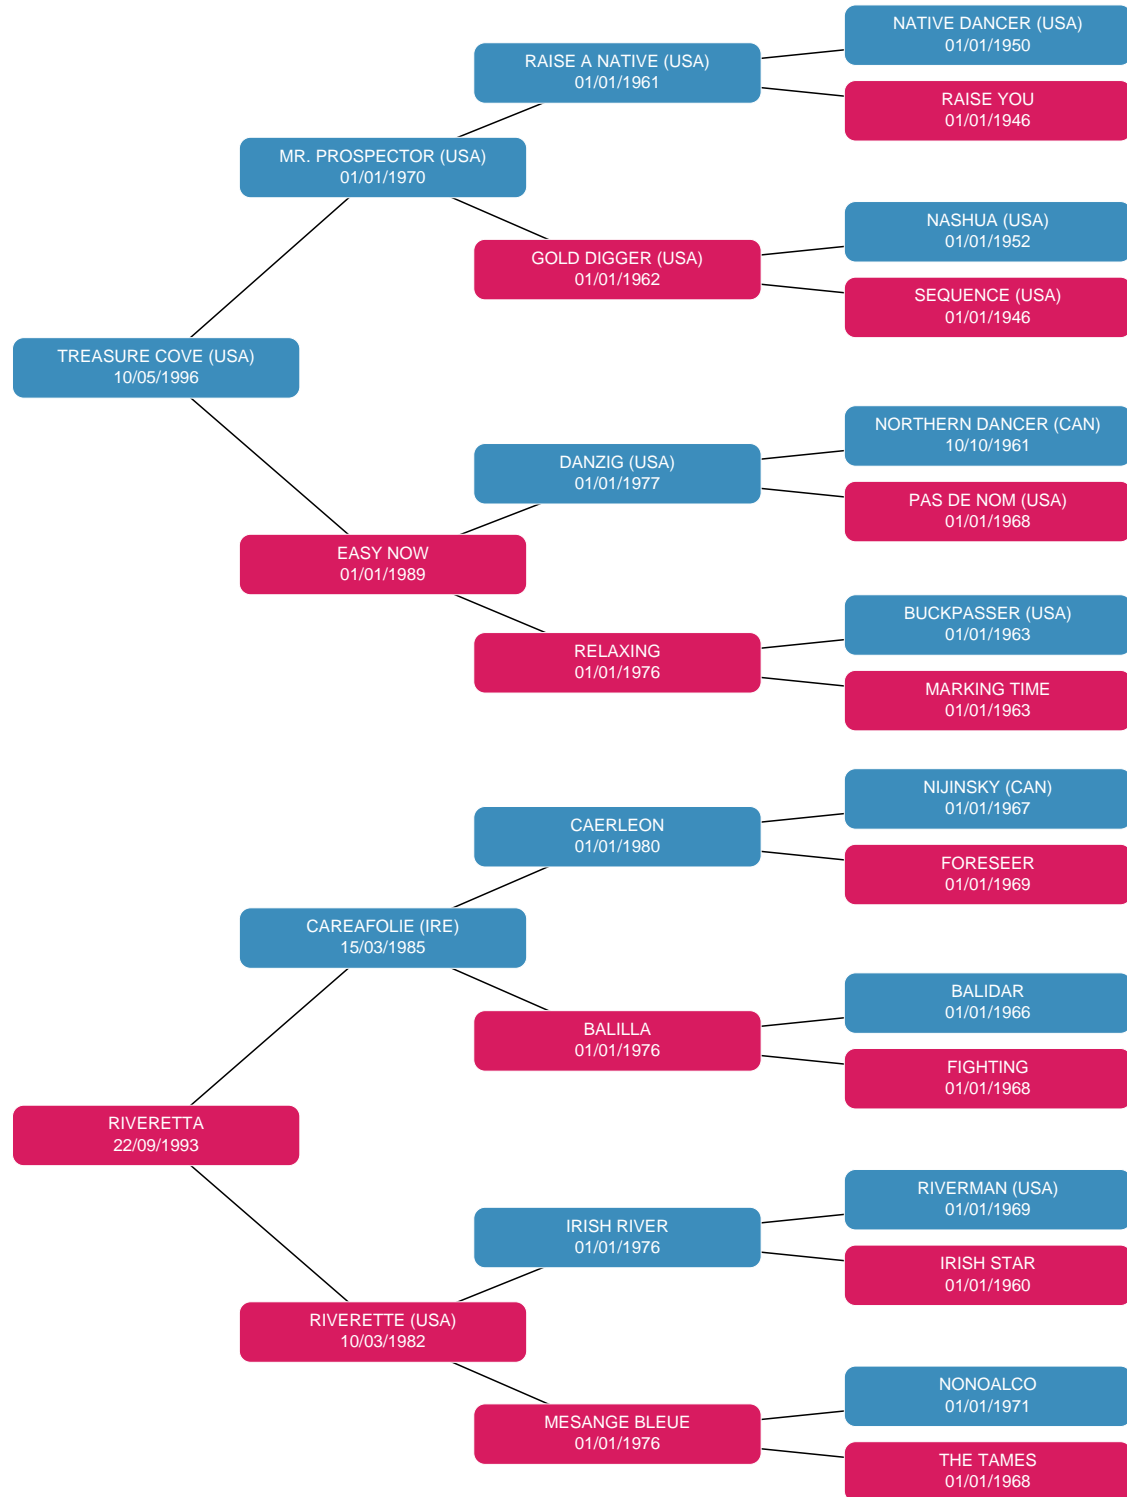 NATIVE DANCER (USA)
01/01/1950
RAISE A NATIVE (USA)
01/01/1961
RAISE YOU
01/01/1946
MR. PROSPECTOR (USA)
01/01/1970
NASHUA (USA)
01/01/1952
GOLD DIGGER (USA)
01/01/1962
SEQUENCE (USA)
01/01/1946
TREASURE COVE (USA)
10/05/1996
NORTHERN DANCER (CAN)
10/10/1961
DANZIG (USA)
01/01/1977
PAS DE NOM (USA)
01/01/1968
EASY NOW
01/01/1989
BUCKPASSER (USA)
01/01/1963
RELAXING
01/01/1976
MARKING TIME
01/01/1963
NIJINSKY (CAN)
01/01/1967
CAERLEON
01/01/1980
FORESEER
01/01/1969
CAREAFOLIE (IRE)
15/03/1985
BALIDAR
01/01/1966
BALILLA
01/01/1976
FIGHTING
01/01/1968
RIVERETTA
22/09/1993
RIVERMAN (USA)
01/01/1969
IRISH RIVER
01/01/1976
IRISH STAR
01/01/1960
RIVERETTE (USA)
10/03/1982
NONOALCO
01/01/1971
MESANGE BLEUE
01/01/1976
THE TAMES
01/01/1968